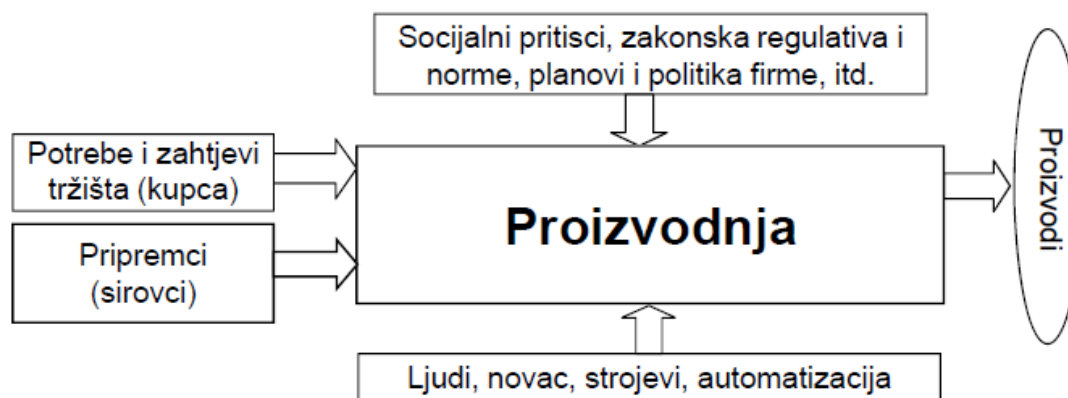 Socijalni pritisci, zakonska regulativa i
norme, planovi i politika firme, itd.
Potrebe i zahtjevi
tržišta (kupca)
Pripremci
(sirovci)
Proizvodnja
Proizvodi
Ljudi, novac, strojevi, automatizacija